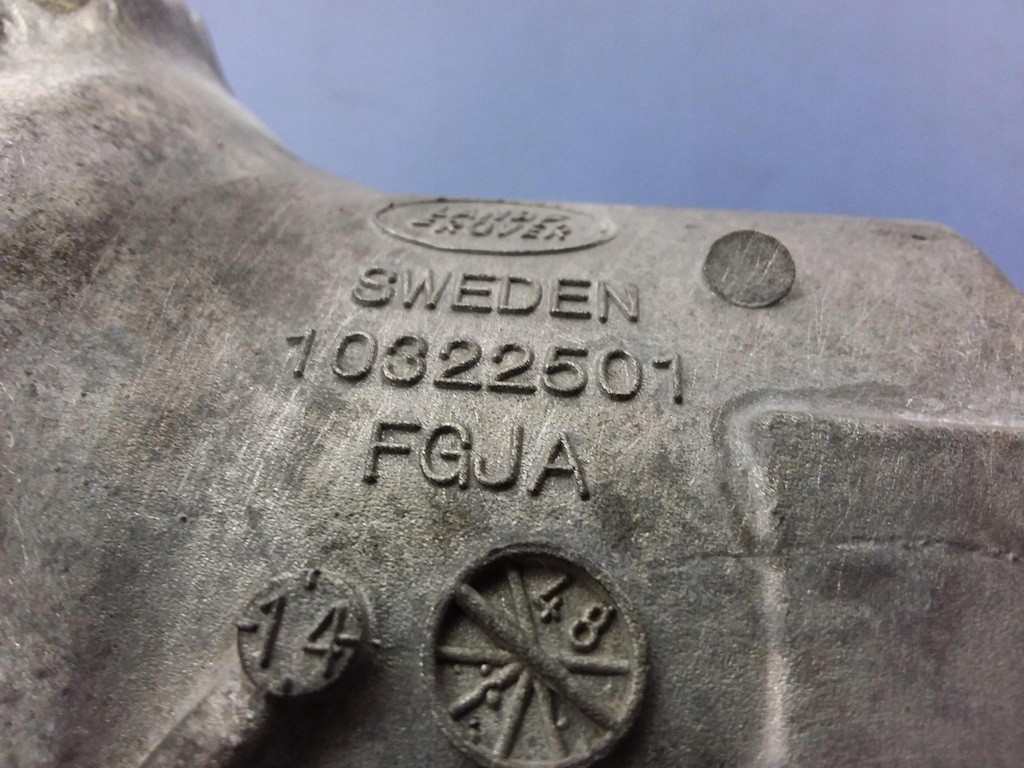 LAND-
ROVER
SWEDEN
10322501
FGJA
14
48